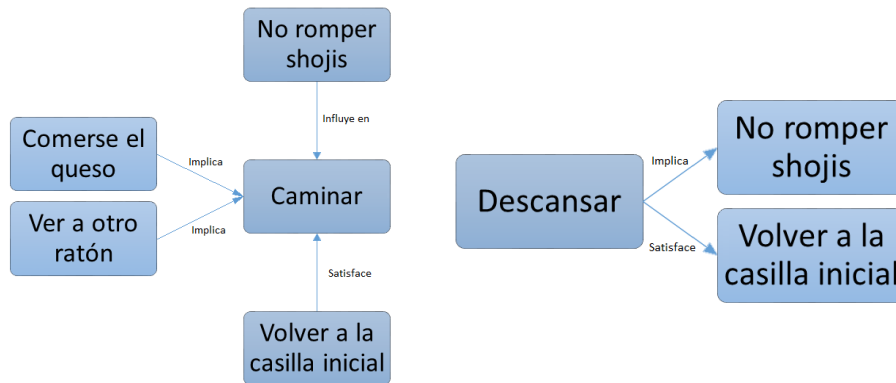 No romper
shojis
Influye en
Comerse el
queso
Implica
Caminar
Ver a otro
ratón
Implica
Satisface
Volver a la
casilla inicial
Descansar
Implica
No romper
shojis
Satisface
Volver a la
casilla inicial